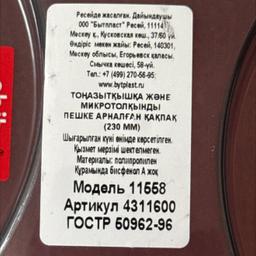 Ресейде жасалған. Дайындаушы
ООО "Бытпласт" Ресей, 11114
Мәскеу қ., Кусковская көш., 37/60 үй
Өндіріс мекен жайы: Ресей, 140301,
Мәскеу облысы, Егорьевск қаласы.
Смычка көшесі, 58-үй.
Тел.: +7 (499) 270-56-95;
www.bytplast.ru
ТОҢАЗЫТҚЫШҚА ЖӘНЕ
МИКРОТОЛҚЫНДЫ
ПЕШКЕ АРНАЛҒАН ҚАҚПАҚ
(230 ММ)
Шығарылған күні өнімде көрсетілген.
Қызмет мерзімі шектелмеген.
Материалы: полипропилен
Құрамында бисфенол А жоқ
Модель 11558
Артикул 4311600
ГОСТР 50962-96